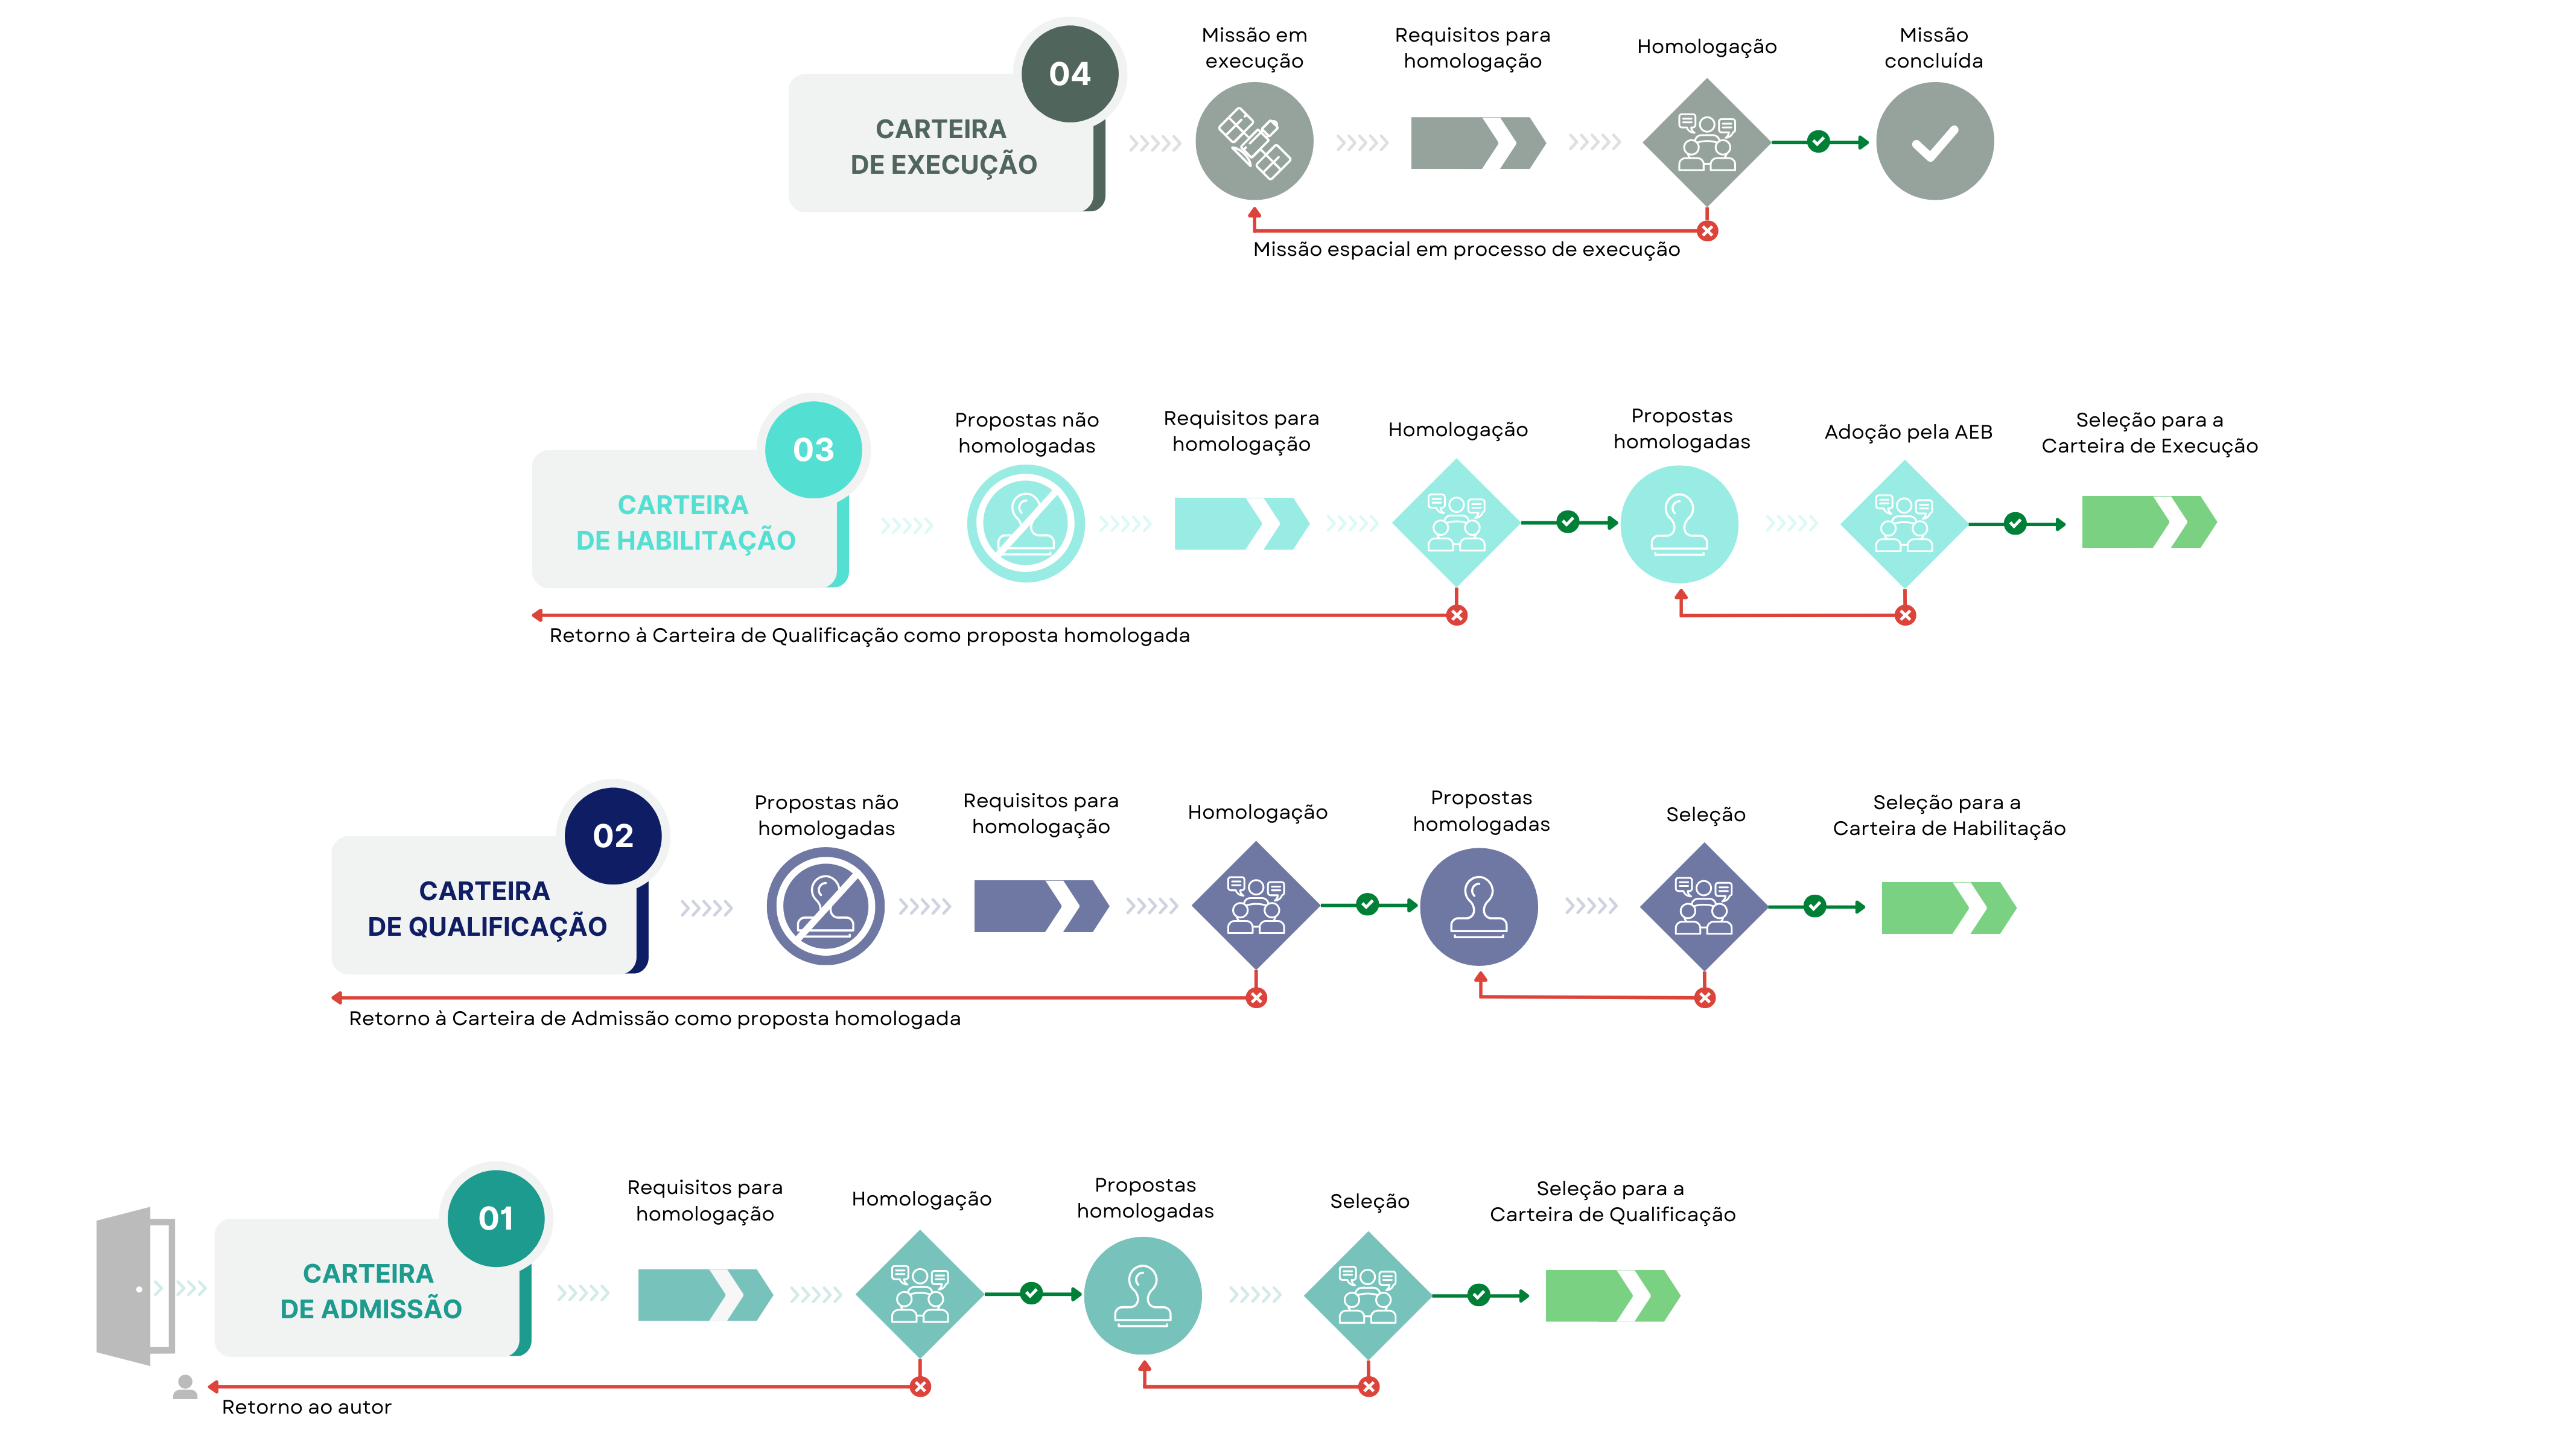 04
CARTEIRA
DE EXECUÇÃO
Missão em
execução
Requisitos para
homologação
Homologação
Missão
concluída
Missão espacial em processo de execução
03
CARTEIRA
DE HABILITAÇÃO
Propostas não
homologadas
Requisitos para
homologação
Homologação
Propostas
homologadas
Adoção pela AEB
Seleção para a
Carteira de Execução
Retorno à Carteira de Qualificação como proposta homologada
02
CARTEIRA
DE QUALIFICAÇÃO
Propostas não
homologadas
Requisitos para
homologação
Homologação
Propostas
homologadas
Seleção
Seleção para a
Carteira de Habilitação
Retorno à Carteira de Admissão como proposta homologada
01
CARTEIRA
DE ADMISSÃO
Requisitos para
homologação
Homologação
Propostas
homologadas
Seleção
Seleção para a
Carteira de Qualificação
Retorno ao autor